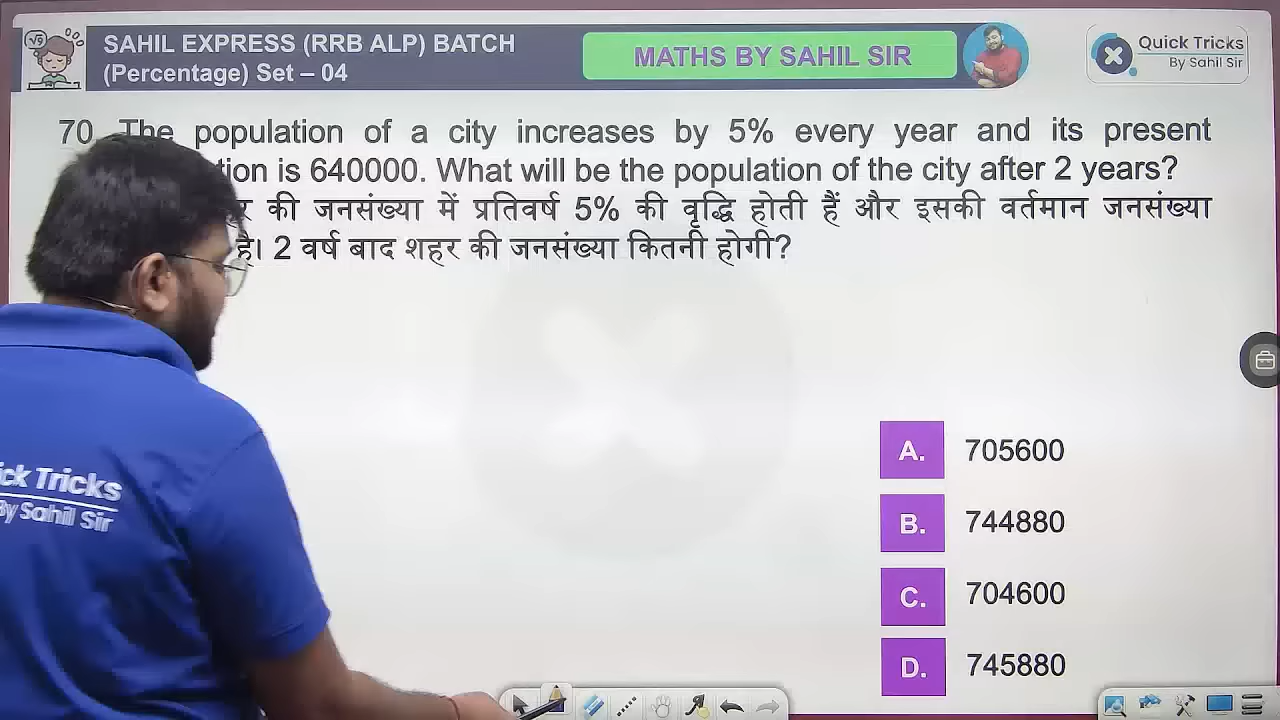 SAHIL EXPRESS (RRB ALP) BATCH
(Percentage) Set – 04
MATHS BY SAHIL SIR
Quick Tricks
By Sahil Sir
70. The population of a city increases by 5% every year and its present
is 640000. What will be the population of the city after 2 years?
की जनसंख्या में प्रतिवर्ष 5% की वृद्धि होती हैं और इसकी वर्तमान जनसंख्या
है। 2 वर्ष बाद शहर की जनसंख्या कितनी होगी?
A. 705600
B. 744880
C. 704600
D. 745880
Tricks
By Sahil Sir